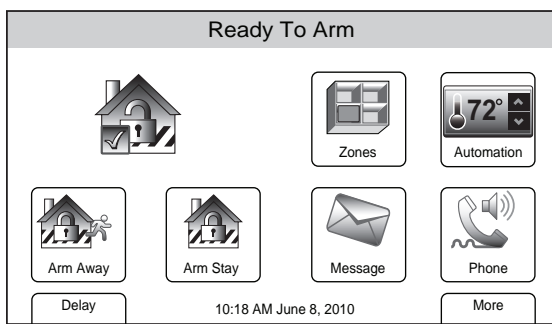 Ready To Arm
72°
Zones
Automation
Arm Away
Arm Stay
Message
Phone
Delay
10:18 AM June 8, 2010
More